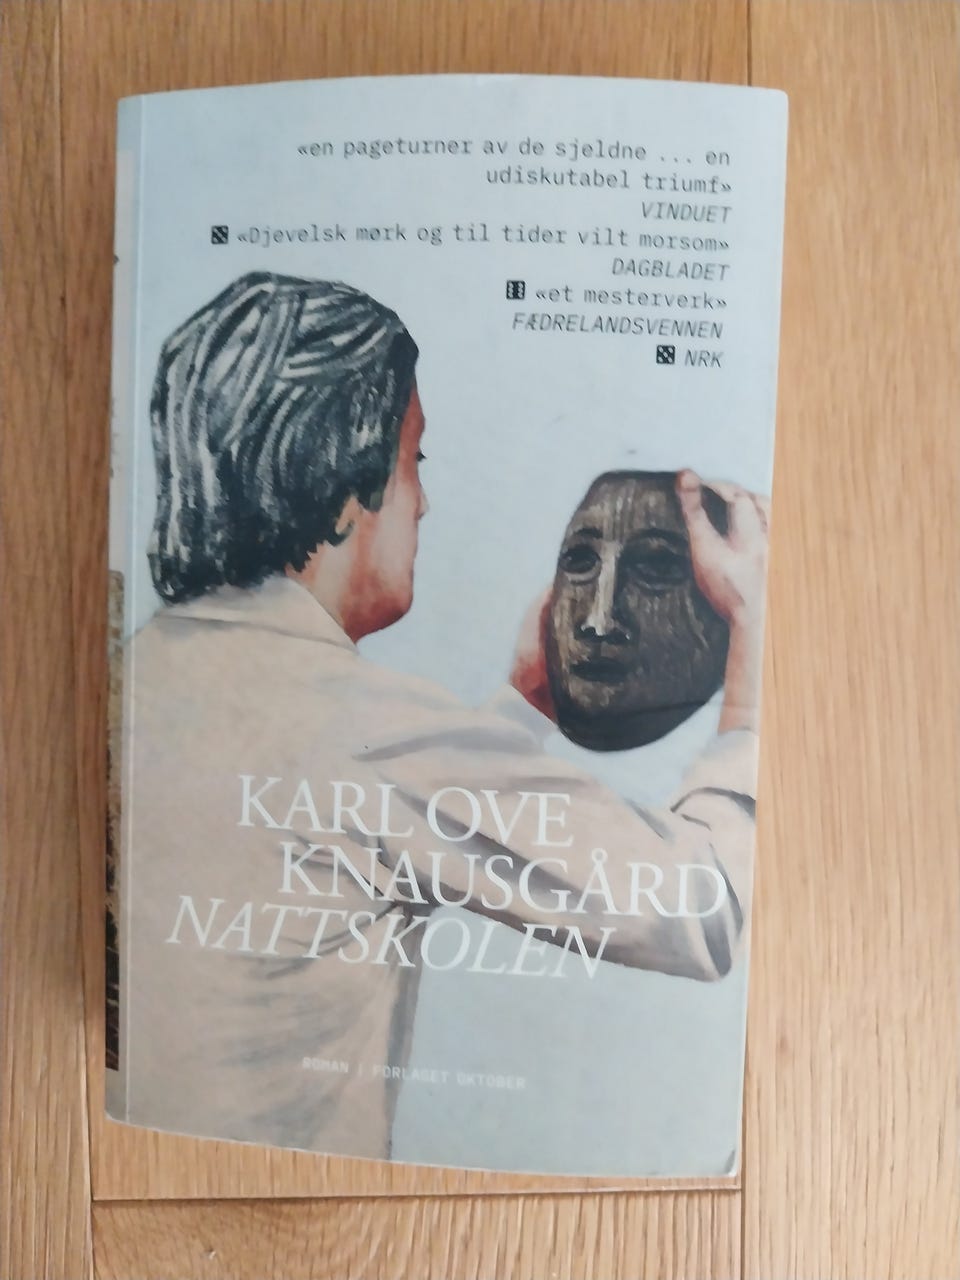 «en pageturner av de sjeldne ... en
udiskutabel triumf»
VINDUET
⚄ «Djevelsk mørk og til tider vilt morsom»
DAGBLADET
⚅ «et mesterverk»
FÆDRELANDSVENNEN
⚄ NRK
KARL OVE
KNAUSGÅRD
NATTSKOLEN
ROMAN | FORLAGET OKTOBER